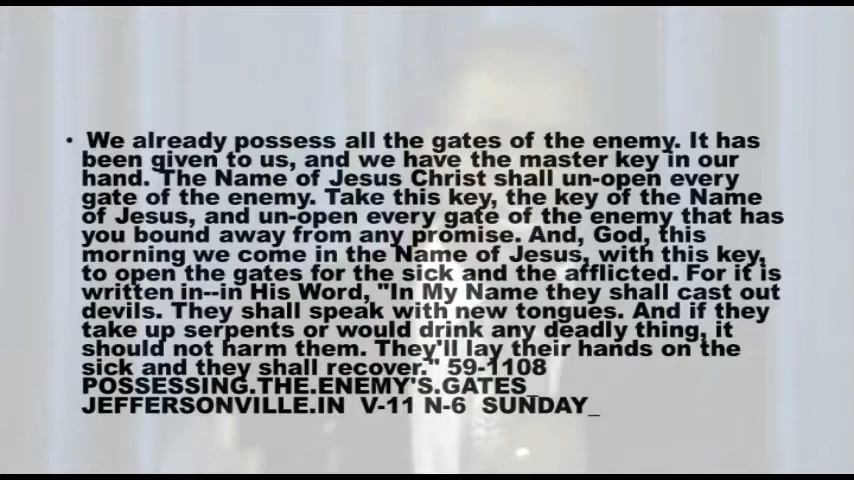 • We already possess all the gates of the enemy. It has
been given to us, and we have the master key in our
hand. The Name of Jesus Christ shall un-open every
gate of the enemy. Take this key, the key of the Name
of Jesus, and un-open every gate of the enemy that has
you bound away from any promise. And, God, this
morning we come in the Name of Jesus, with this key,
to open the gates for the sick and the afflicted. For it is
written in--in His Word, "In My Name they shall cast out
devils. They shall speak with new tongues. And if they
take up serpents or would drink any deadly thing, it
should not harm them. They'll lay their hands on the
sick and they shall recover." 59-1108
POSSESSING.THE.ENEMY'S.GATES_
JEFFERSONVILLE.IN V-11 N-6 SUNDAY_